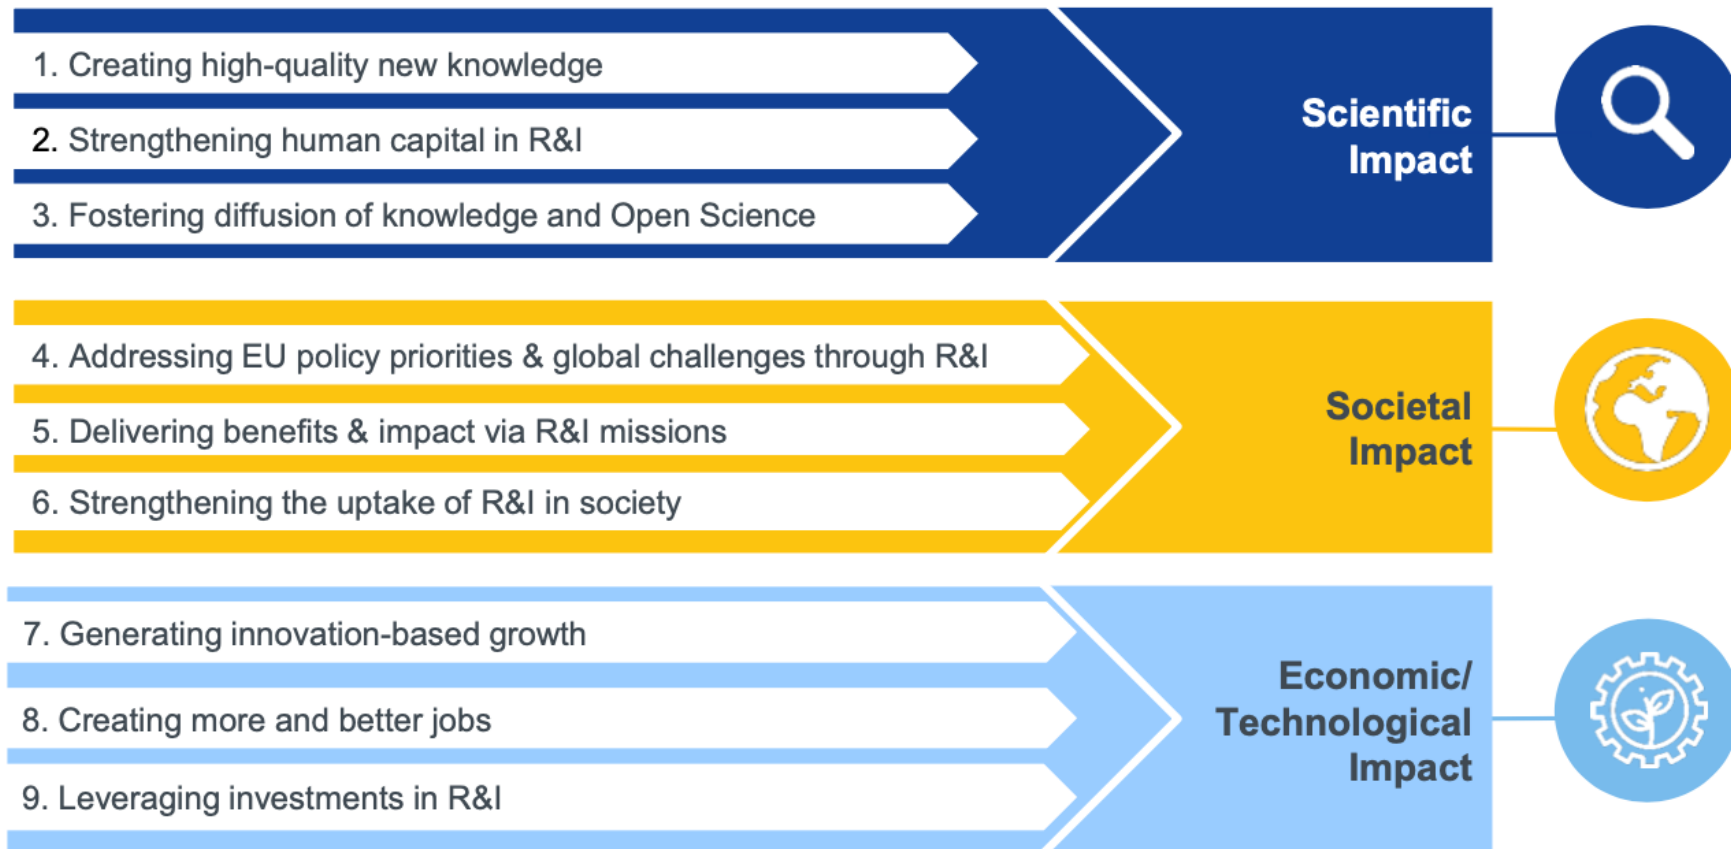 1. Creating high-quality new knowledge
2. Strengthening human capital in R&I
3. Fostering diffusion of knowledge and Open Science
Scientific
Impact
4. Addressing EU policy priorities & global challenges through R&I
5. Delivering benefits & impact via R&I missions
6. Strengthening the uptake of R&I in society
Societal
Impact
7. Generating innovation-based growth
8. Creating more and better jobs
9. Leveraging investments in R&I
Economic/
Technological
Impact